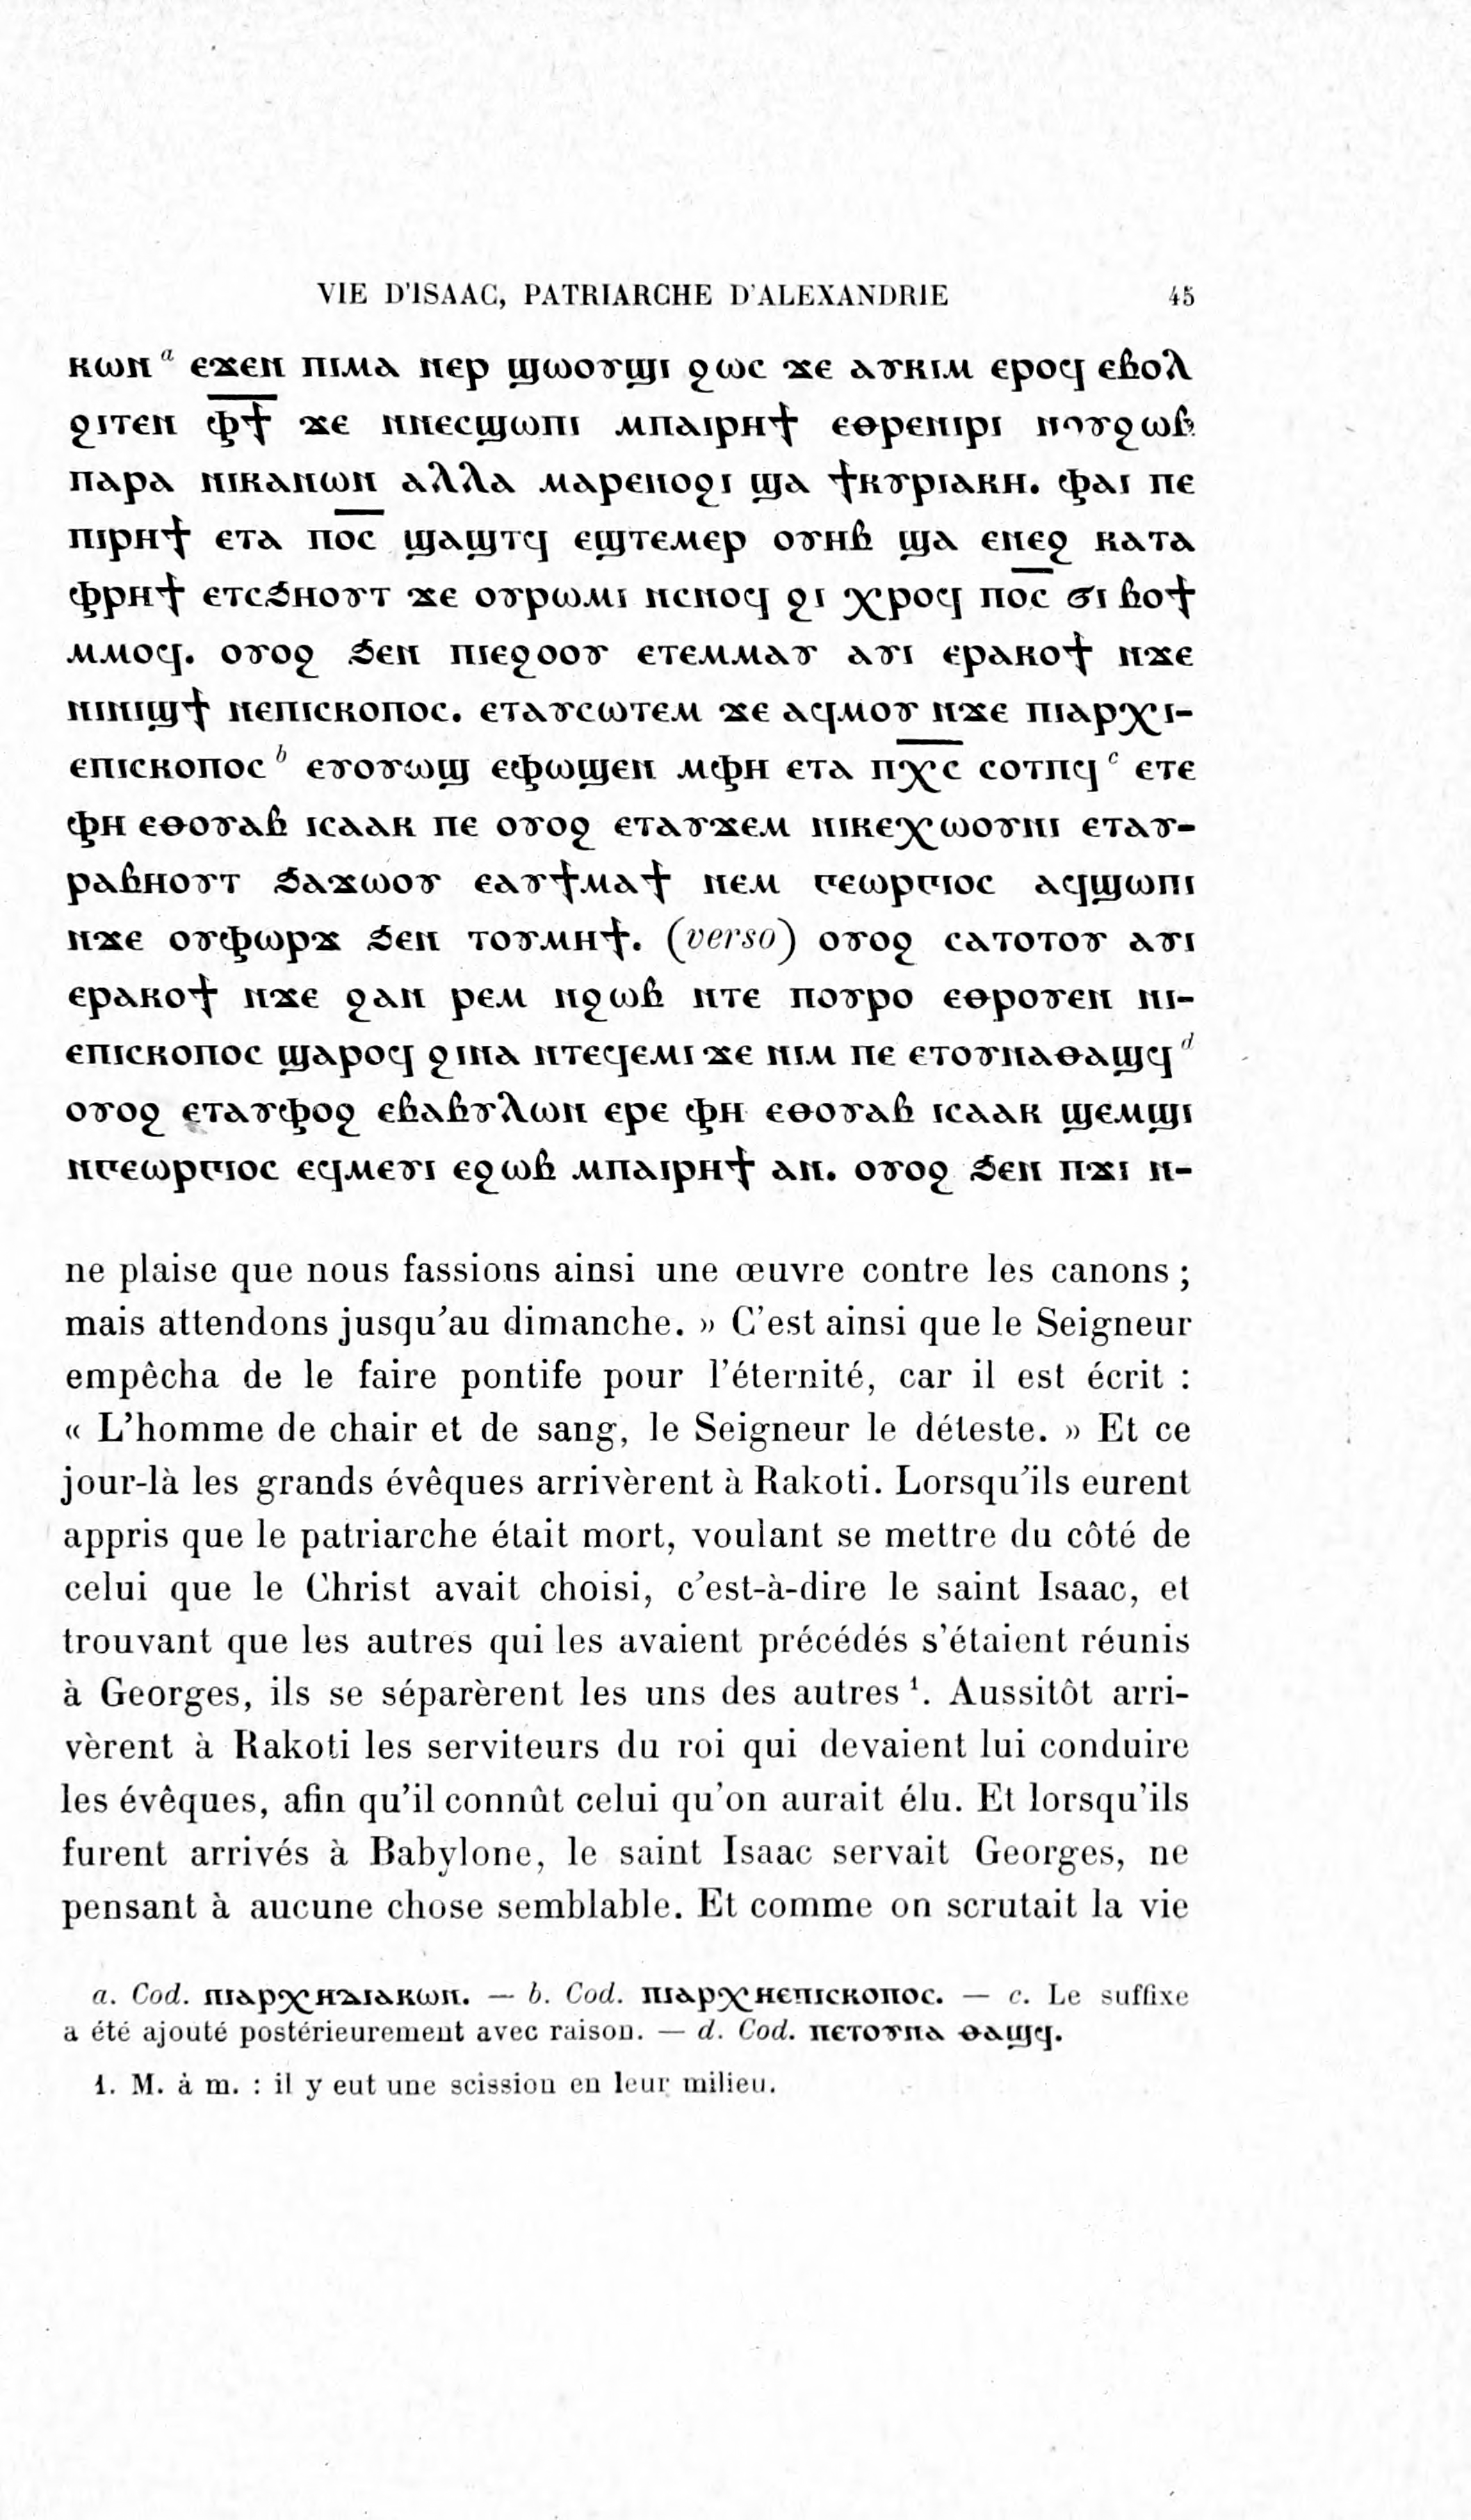 VIE D'ISAAC, PATRIARCHE D'ALEXANDRIE 45
ⲕⲱⲛ a ⲉϫⲉⲛ ⲡⲓⲙⲁ ⲛⲉⲣ ϣⲱⲟⲩϣⲓ ϩⲱⲥ ϫⲉ ⲁⲩⲕⲓⲙ ⲉⲣⲟϥ ⲉⲃⲟⲗ
ϩⲓⲧⲉⲛ ⲫ̅ϯ̅ ϫⲉ ⲛⲛⲉⲥϣⲱⲡⲓ ⲙⲡⲁⲓⲣⲏϯ ⲉⲑⲣⲉⲛⲓⲣⲓ ⲛⲟⲩϩⲱⲃ
ⲡⲁⲣⲁ ⲛⲓⲕⲁⲛⲱⲛ ⲁⲗⲗⲁ ⲙⲁⲣⲉⲛⲟϩⲓ ϣⲁ ϯⲕⲩⲣⲓⲁⲕⲏ. ⲫⲁⲓ ⲡⲉ
ⲡⲓⲣⲏϯ ⲉⲧⲁ ⲡⲟ̅ⲥ̅ ϣⲁϣⲧϥ ⲉϣⲧⲉⲙⲉⲣ ⲟⲩⲏⲃ ϣⲁ ⲉⲛⲉϩ ⲕⲁⲧⲁ
ⲫⲣⲏϯ ⲉⲧⲥϧⲏⲟⲩⲧ ϫⲉ ⲟⲩⲣⲱⲙⲓ ⲛⲥⲛⲟϥ ϩⲓ ⲭⲣⲟϥ ⲡⲟ̅ⲥ̅ ϭⲓ ⲃⲟϯ
ⲙⲙⲟϥ. ⲟⲩⲟϩ ϧⲉⲛ ⲡⲓⲉϩⲟⲟⲩ ⲉⲧⲉⲙⲙⲁⲩ ⲁⲩⲓ ⲉⲣⲁⲕⲟϯ ⲛϫⲉ
ⲛⲓⲛⲓϣϯ ⲛⲉⲡⲓⲥⲕⲟⲡⲟⲥ. ⲉⲧⲁⲩⲥⲱⲧⲉⲙ ϫⲉ ⲁϥⲙⲟⲩ ⲛϫⲉ ⲡⲓⲁⲣⲭⲓ-
ⲉⲡⲓⲥⲕⲟⲡⲟⲥ b ⲉⲩⲟⲩⲱϣ ⲉⲫⲱϣⲉⲛ ⲙⲫⲏ ⲉⲧⲁ ⲡⲭ̅ⲥ̅ ⲥⲟⲧⲡϥ c ⲉⲧⲉ
ⲫⲏ ⲉⲑⲟⲩⲁⲃ ⲓⲥⲁⲁⲕ ⲡⲉ ⲟⲩⲟϩ ⲉⲧⲁⲩϫⲉⲙ ⲛⲓⲕⲉⲭⲱⲟⲩⲛⲓ ⲉⲧⲁⲩ-
ⲣⲁⲃⲏⲟⲩⲧ ϧⲁϫⲱⲟⲩ ⲉⲁⲩϯⲙⲁϯ ⲛⲉⲙ ⲅⲉⲱⲣⲅⲓⲟⲥ ⲁϥϣⲱⲡⲓ
ⲛϫⲉ ⲟⲩⲫⲱⲣϫ ϧⲉⲛ ⲧⲟⲩⲙⲏϯ. (verso) ⲟⲩⲟϩ ⲥⲁⲧⲟⲧⲟⲩ ⲁⲩⲓ
ⲉⲣⲁⲕⲟϯ ⲛϫⲉ ϩⲁⲛ ⲣⲉⲙ ⲛϩⲱⲃ ⲛⲧⲉ ⲡⲟⲩⲣⲟ ⲉⲑⲣⲟⲩⲉⲛ ⲛⲓ-
ⲉⲡⲓⲥⲕⲟⲡⲟⲥ ϣⲁⲣⲟϥ ϩⲓⲛⲁ ⲛⲧⲉϥⲉⲙⲓ ϫⲉ ⲛⲓⲙ ⲡⲉ ⲉⲧⲟⲩⲛⲁⲑⲁϣϥ d
ⲟⲩⲟϩ ⲉⲧⲁⲩⲫⲟϩ ⲉⲃⲁⲃⲩⲗⲱⲛ ⲉⲣⲉ ⲫⲏ ⲉⲑⲟⲩⲁⲃ ⲓⲥⲁⲁⲕ ϣⲉⲙϣⲓ
ⲛⲅⲉⲱⲣⲅⲓⲟⲥ ⲉϥⲙⲉⲩⲓ ⲉϩⲱⲃ ⲙⲡⲁⲓⲣⲏϯ ⲁⲛ. ⲟⲩⲟϩ ϧⲉⲛ ⲡϫⲓ ⲛ-
ne plaise que nous fassions ainsi une œuvre contre les canons ;
mais attendons jusqu'au dimanche. » C'est ainsi que le Seigneur
empêcha de le faire pontife pour l'éternité, car il est écrit :
« L'homme de chair et de sang, le Seigneur le déteste. » Et ce
jour-là les grands évêques arrivèrent à Rakoti. Lorsqu'ils eurent
appris que le patriarche était mort, voulant se mettre du côté de
celui que le Christ avait choisi, c'est-à-dire le saint Isaac, et
trouvant que les autres qui les avaient précédés s'étaient réunis
à Georges, ils se séparèrent les uns des autres ¹. Aussitôt arri-
vèrent à Rakoti les serviteurs du roi qui devaient lui conduire
les évêques, afin qu'il connût celui qu'on aurait élu. Et lorsqu'ils
furent arrivés à Babylone, le saint Isaac servait Georges, ne
pensant à aucune chose semblable. Et comme on scrutait la vie
a. Cod. ⲡⲓⲁⲣⲭⲏⲇⲓⲁⲕⲱⲛ. — b. Cod. ⲡⲓⲁⲣⲭⲏⲉⲡⲓⲥⲕⲟⲡⲟⲥ. — c. Le suffixe
a été ajouté postérieurement avec raison. — d. Cod. ⲡⲉⲧⲟⲩⲛⲁ ⲑⲁϣϥ.
1. M. à m. : il y eut une scission en leur milieu.